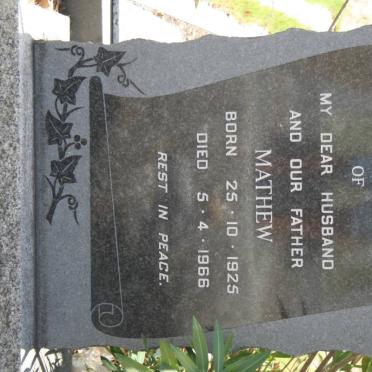 OF
MY DEAR HUSBAND
AND OUR FATHER
MATHEW
BORN 25·10·1925
DIED 5·4·1966
REST IN PEACE.